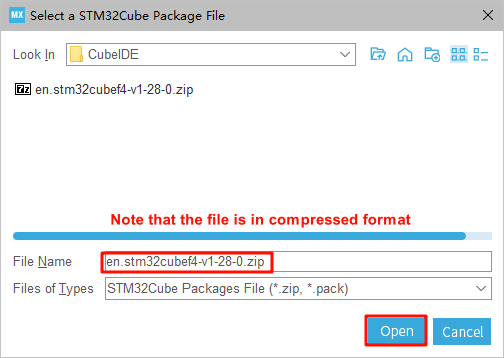 MX Select a STM32Cube Package File
Look In CubeIDE
7z en.stm32cubef4-v1-28-0.zip
Note that the file is in compressed format
File Name en.stm32cubef4-v1-28-0.zip
Files of Types STM32Cube Packages File (*.zip, *.pack)
Open Cancel